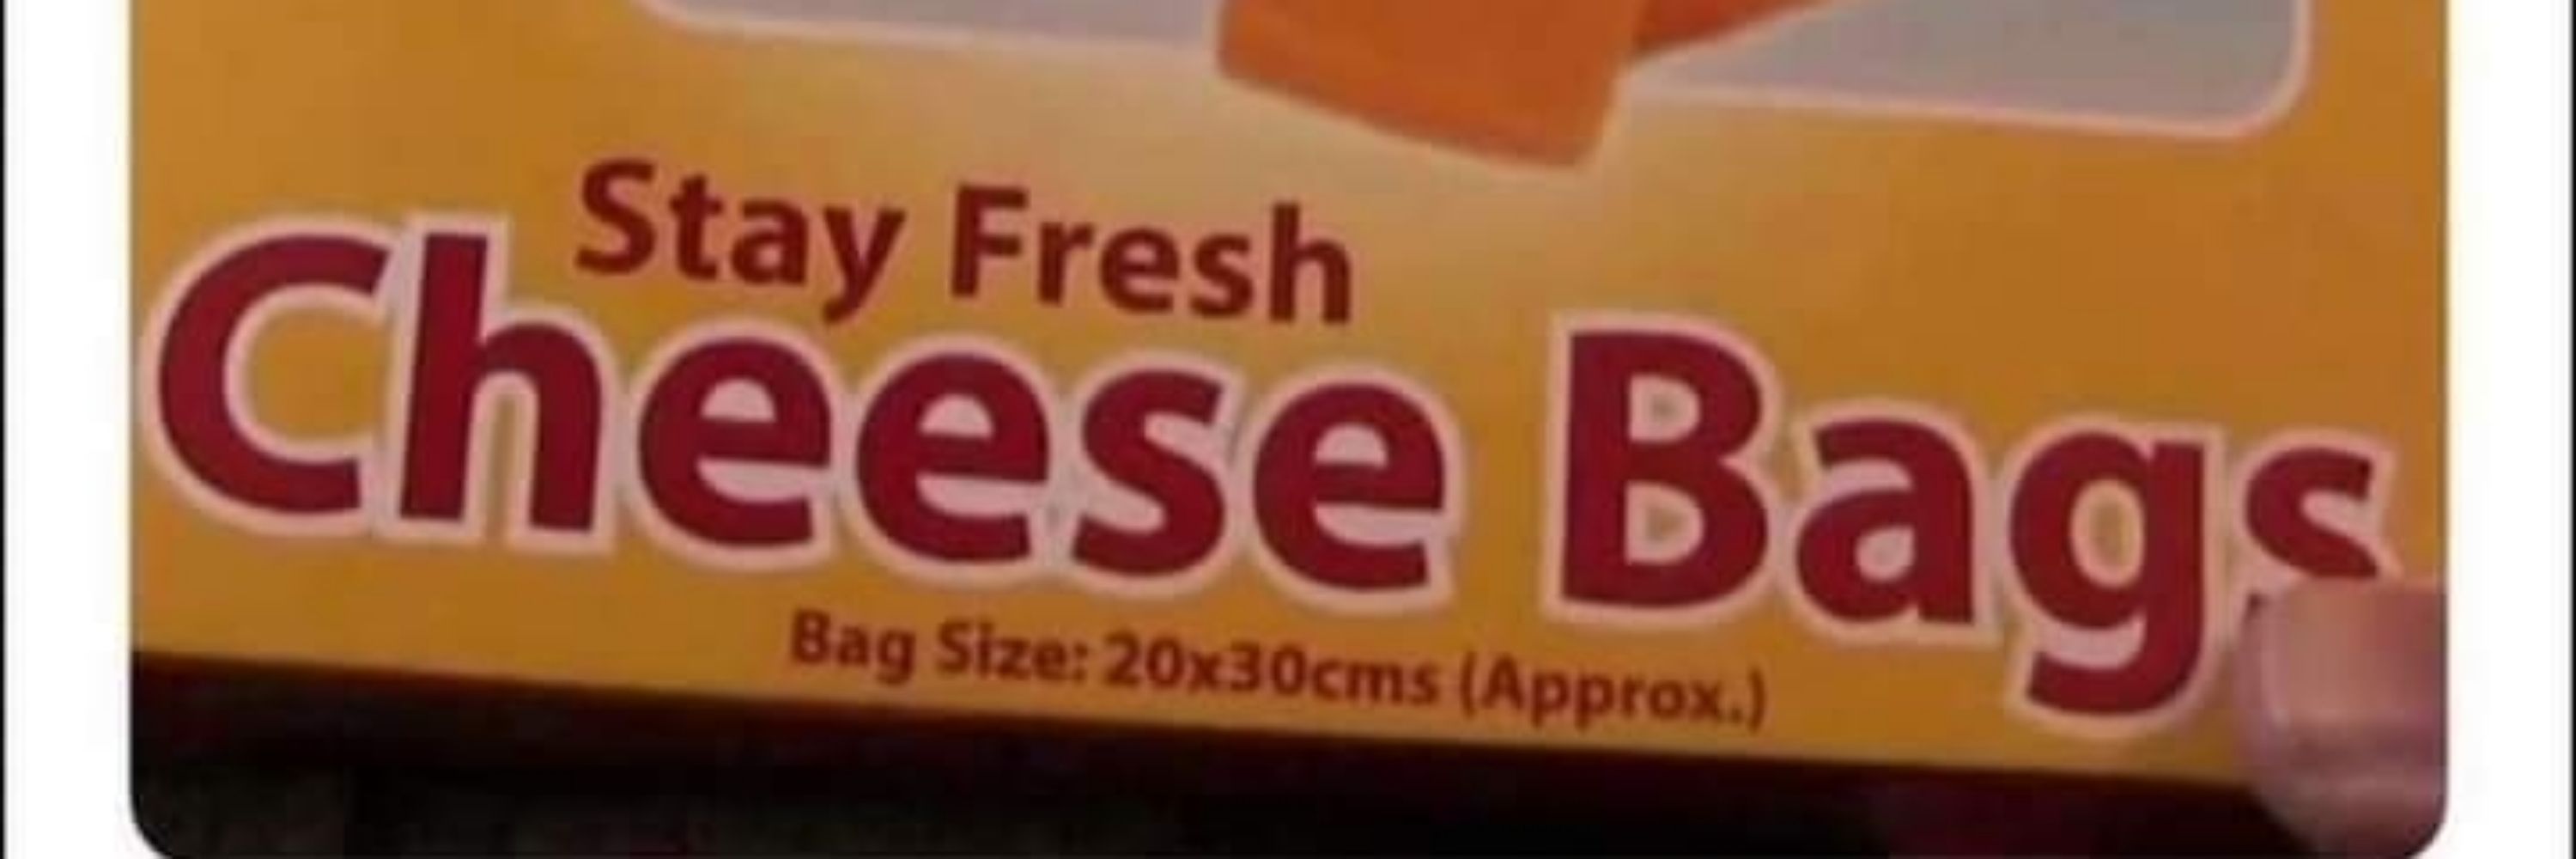 Stay Fresh
Cheese Bags
Bag Size: 20x30cms (Approx.)